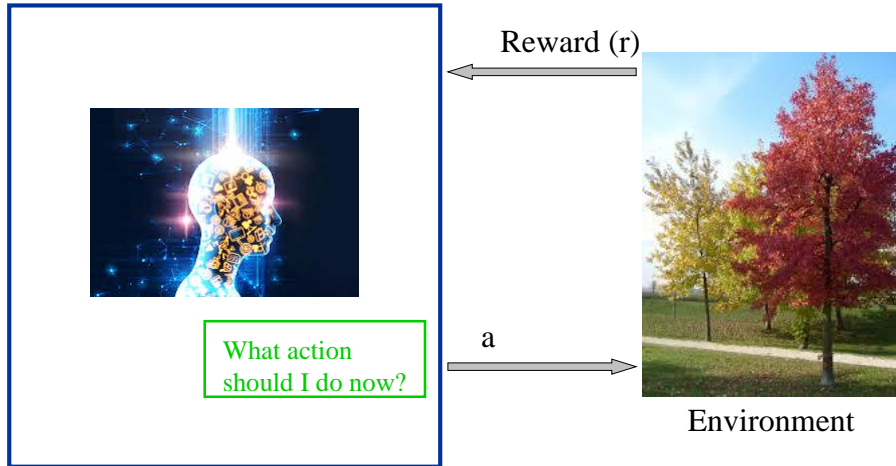 Reward (r)
What action
should I do now?
a
Environment